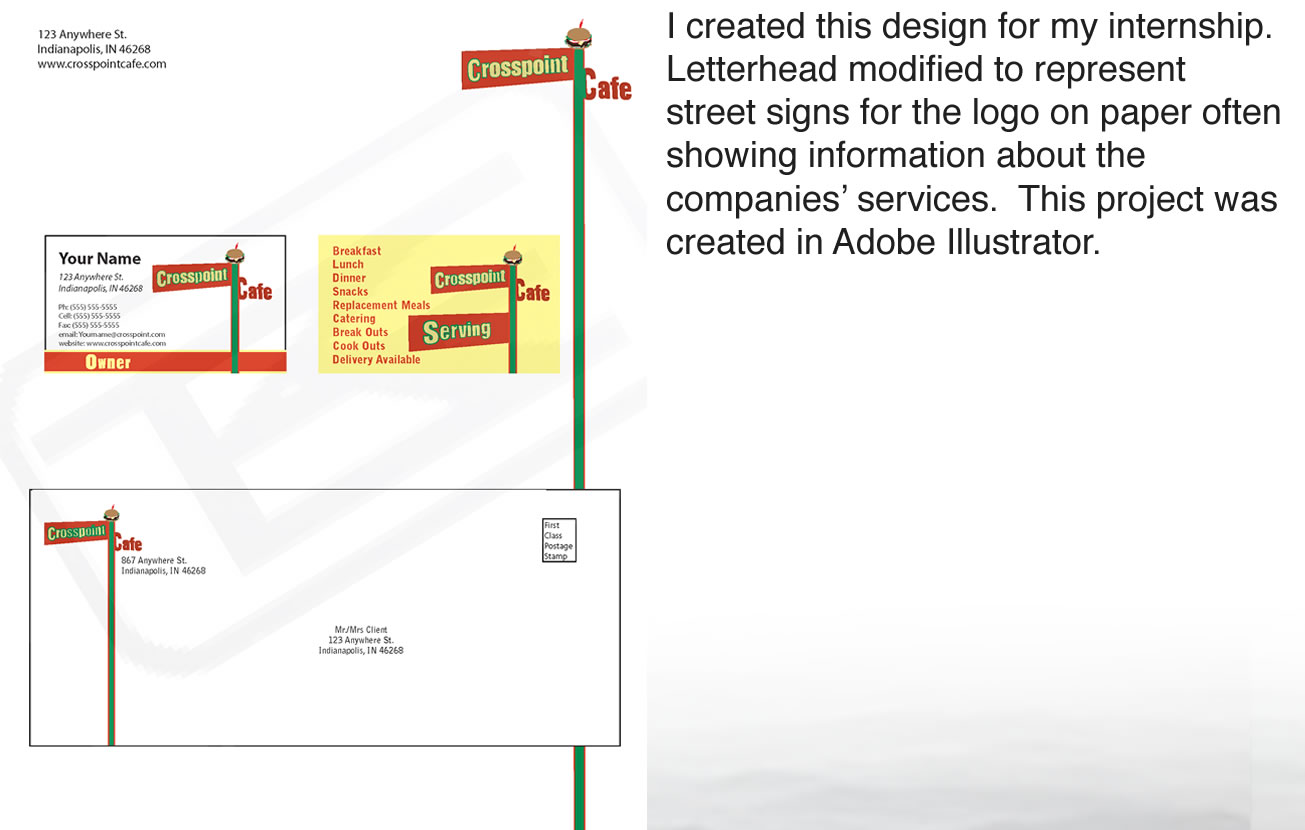 123 Anywhere St.
Indianapolis, IN 46268
www.crosspointcafe.com
Crosspoint
Cafe
Your Name
123 Anywhere St.
Indianapolis, IN 46268
Ph: (555) 555-5555
Cell: (555) 555-5555
Fax: (555) 555-5555
email: Yourname@crosspoint.com
website: www.crosspointcafe.com
Crosspoint
Cafe
Owner
Breakfast
Lunch
Dinner
Snacks
Replacement Meals
Catering
Break Outs
Cook Outs
Delivery Available
Crosspoint
Cafe
Serving
Crosspoint
Cafe
867 Anywhere St.
Indianapolis, IN 46268
First
Class
Postage
Stamp
Mr./Mrs Client
123 Anywhere St.
Indianapolis, IN 46268
I created this design for my internship.
Letterhead modified to represent
street signs for the logo on paper often
showing information about the
companies’ services.  This project was
created in Adobe Illustrator.